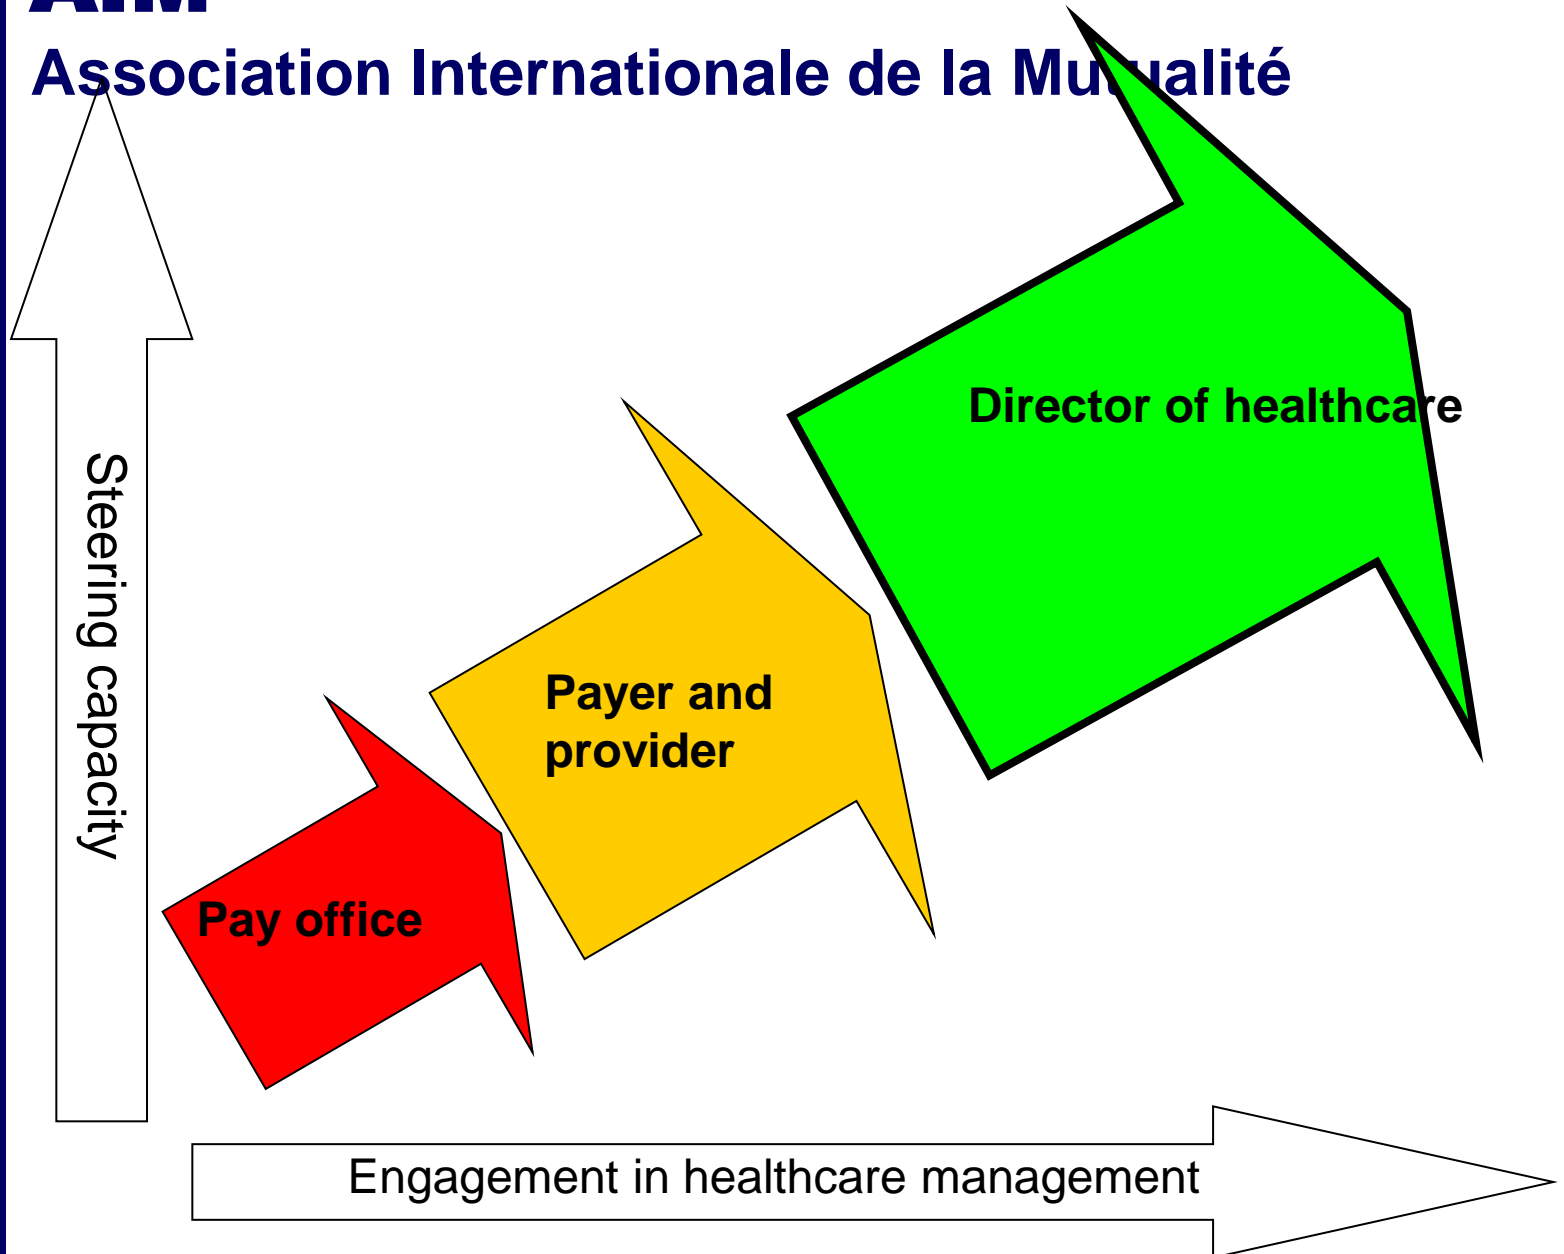 AIM
Association Internationale de la Mutualité
Director of healthcare
Steering capacity
Payer and
provider
Pay office
Engagement in healthcare management